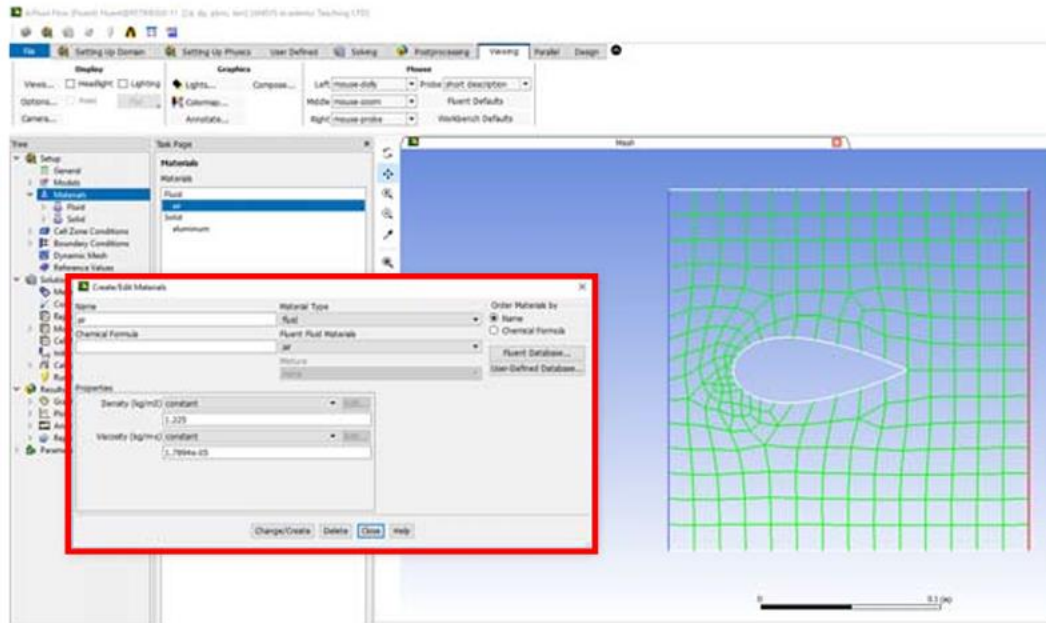 Setting Up Domain Setting Up Physics User Defined Solving Postprocessing Viewing Parallel Design
Display
Graphics
Mouse
Views... Headlight Lighting
Lights... Compose...
Left mouse-dolly Probe short description
Options...
Colormap...
Middle mouse-zoom Fluent Defaults
Camera...
Annotate...
Right mouse-probe Workbench Defaults
Tree
Task Page
Mesh
Setup
General
Models
Materials
Fluid
Solid
Cell Zone Conditions
Boundary Conditions
Dynamic Mesh
Reference Values
Materials
Materials
Fluid
air
Solid
aluminum
Create/Edit Materials
Name
air
Chemical Formula
Material Type
fluid
Fluent Fluid Materials
air
Mixture
none
Order Materials by
Name
Chemical Formula
Fluent Database...
User-Defined Database...
Properties
Density (kg/m3) constant
1.225
Viscosity (kg/m-s) constant
1.7894e-05
Change/Create Delete Close Help
0